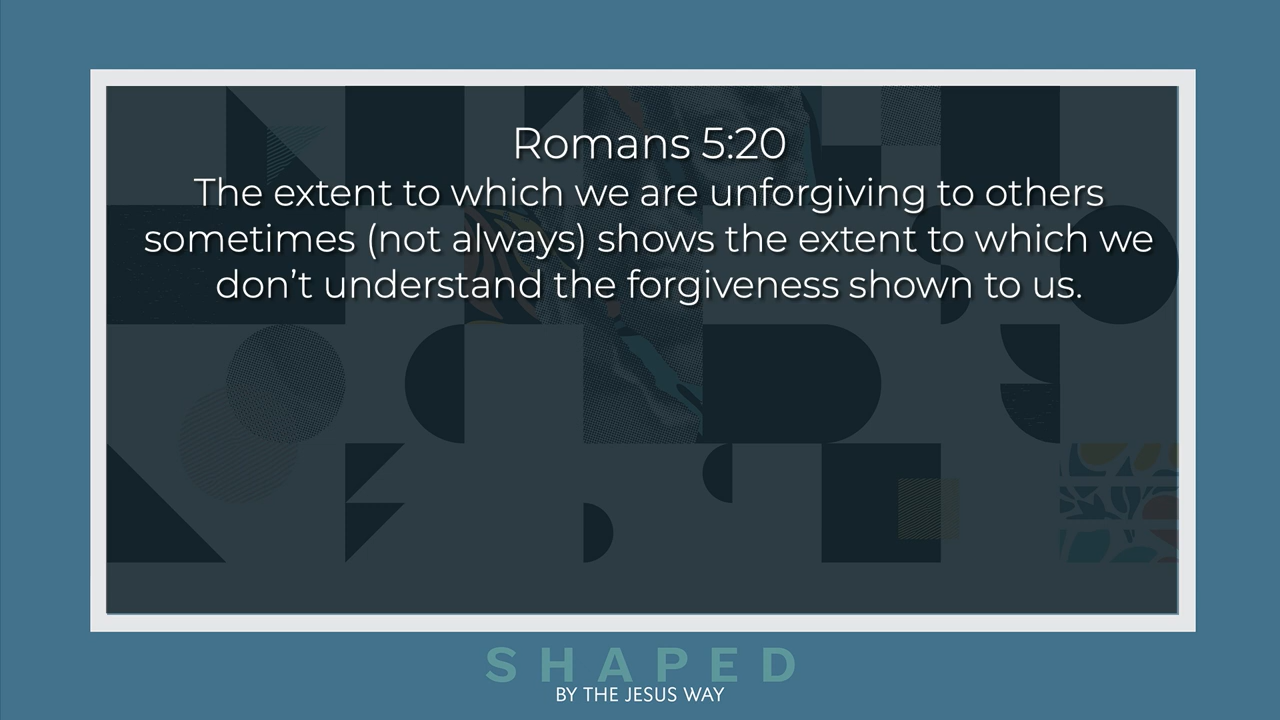 Romans 5:20
The extent to which we are unforgiving to others
sometimes (not always) shows the extent to which we
don’t understand the forgiveness shown to us.
SHAPED
BY THE JESUS WAY